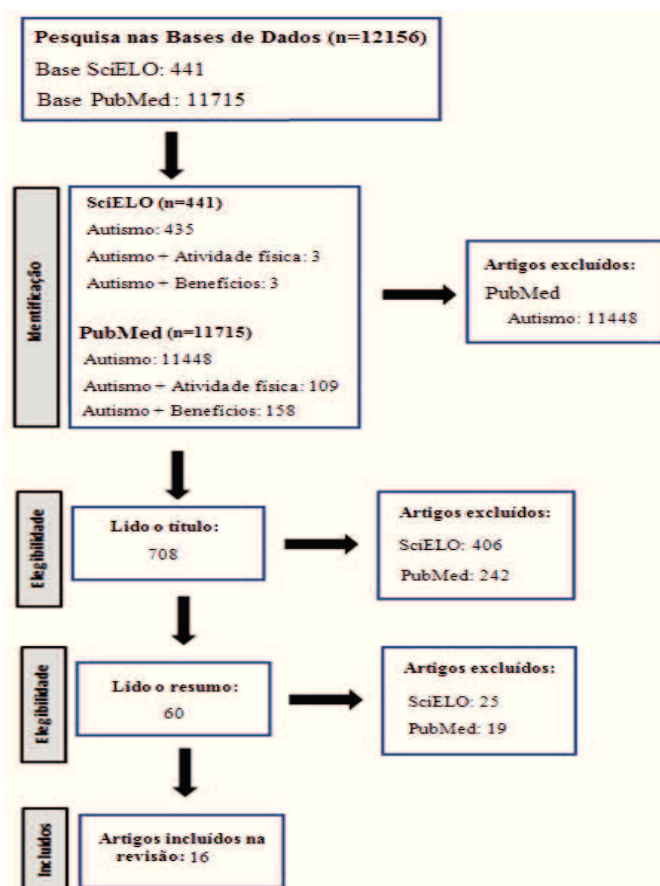 Pesquisa nas Bases de Dados (n=12156)
Base SciELO: 441
Base PubMed: 11715
Identificação
SciELO (n=441)
Autismo: 435
Autismo + Atividade física: 3
Autismo + Benefícios: 3
PubMed (n=11715)
Autismo: 11448
Autismo + Atividade física: 109
Autismo + Benefícios: 158
Artigos excluídos:
PubMed
Autismo: 11448
Elegibilidade
Lido o título:
708
Artigos excluídos:
SciELO: 406
PubMed: 242
Elegibilidade
Lido o resumo:
60
Artigos excluídos:
SciELO: 25
PubMed: 19
Incluídos
Artigos incluídos na
revisão: 16